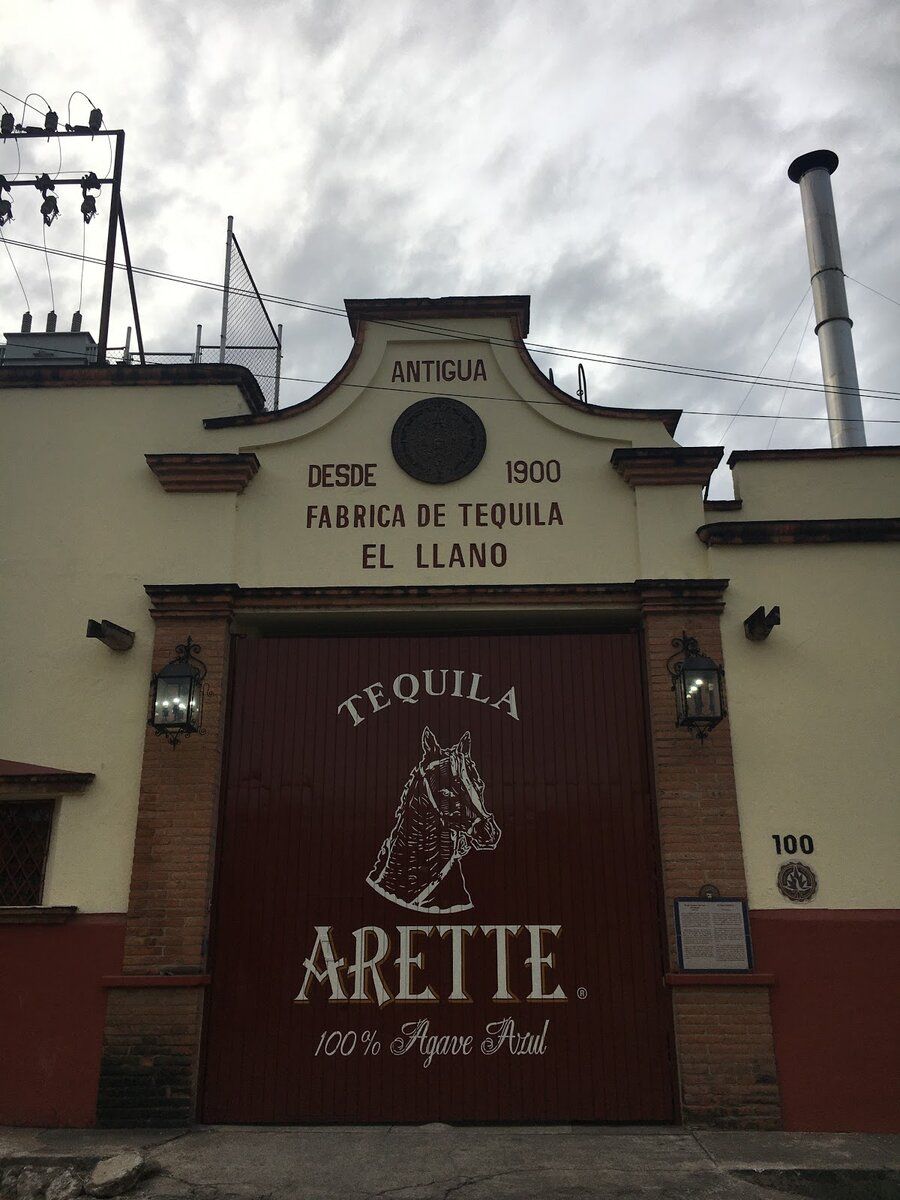 ANTIGUA
DESDE 1900
FABRICA DE TEQUILA
EL LLANO
TEQUILA
ARETTE ®
100% Agave Azul
100